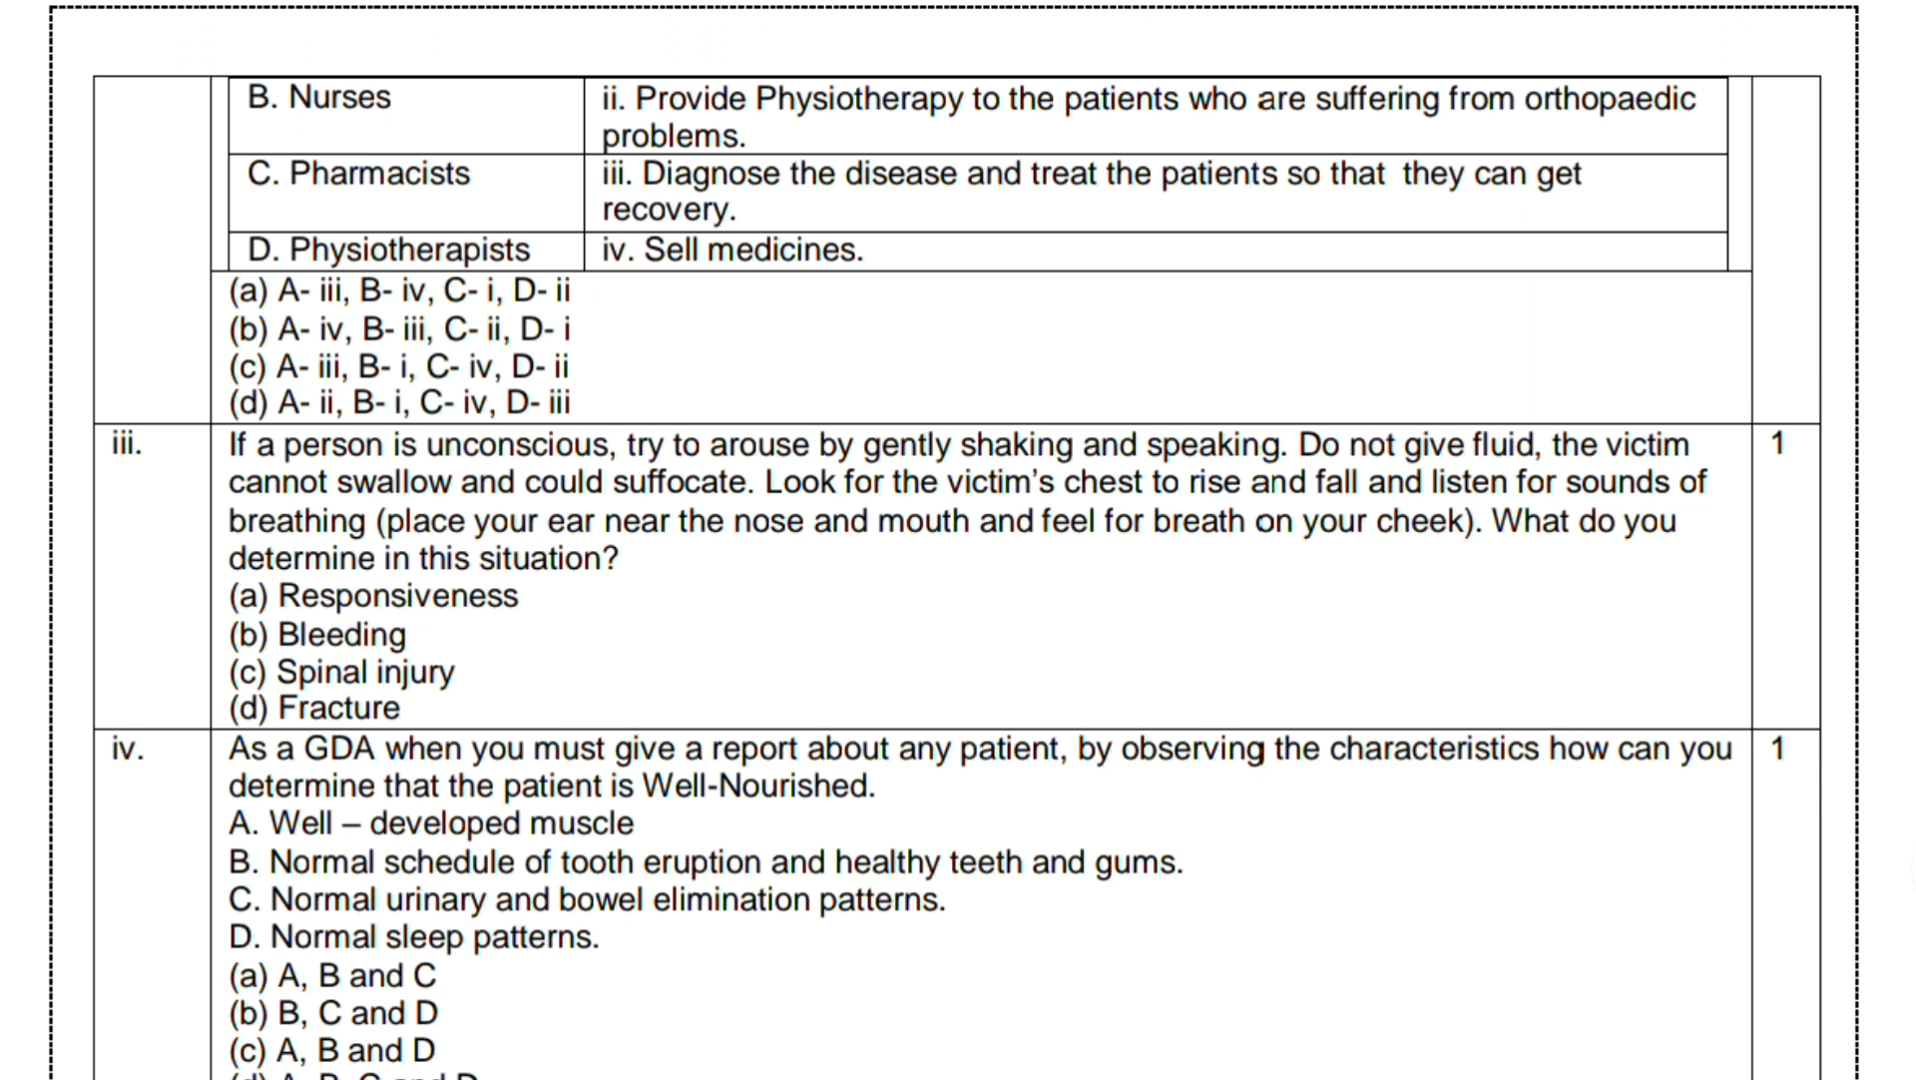 B. Nurses
ii. Provide Physiotherapy to the patients who are suffering from orthopaedic
problems.
C. Pharmacists
iii. Diagnose the disease and treat the patients so that  they can get
recovery.
D. Physiotherapists
iv. Sell medicines.
(a) A- iii, B- iv, C- i, D- ii
(b) A- iv, B- iii, C- ii, D- i
(c) A- iii, B- i, C- iv, D- ii
(d) A- ii, B- i, C- iv, D- iii
iii.
If a person is unconscious, try to arouse by gently shaking and speaking. Do not give fluid, the victim
1
cannot swallow and could suffocate. Look for the victim's chest to rise and fall and listen for sounds of
breathing (place your ear near the nose and mouth and feel for breath on your cheek). What do you
determine in this situation?
(a) Responsiveness
(b) Bleeding
(c) Spinal injury
(d) Fracture
iv.
As a GDA when you must give a report about any patient, by observing the characteristics how can you
1
determine that the patient is Well-Nourished.
A. Well – developed muscle
B. Normal schedule of tooth eruption and healthy teeth and gums.
C. Normal urinary and bowel elimination patterns.
D. Normal sleep patterns.
(a) A, B and C
(b) B, C and D
(c) A, B and D